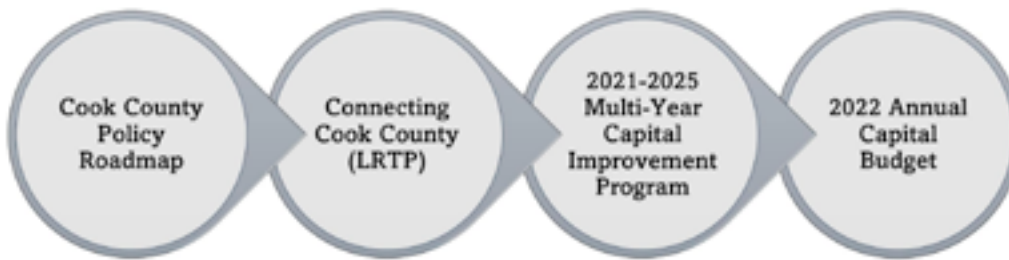 Cook County
Policy
Roadmap
Connecting
Cook County
(LRTP)
2021-2025
Multi-Year
Capital
Improvement
Program
2022 Annual
Capital
Budget